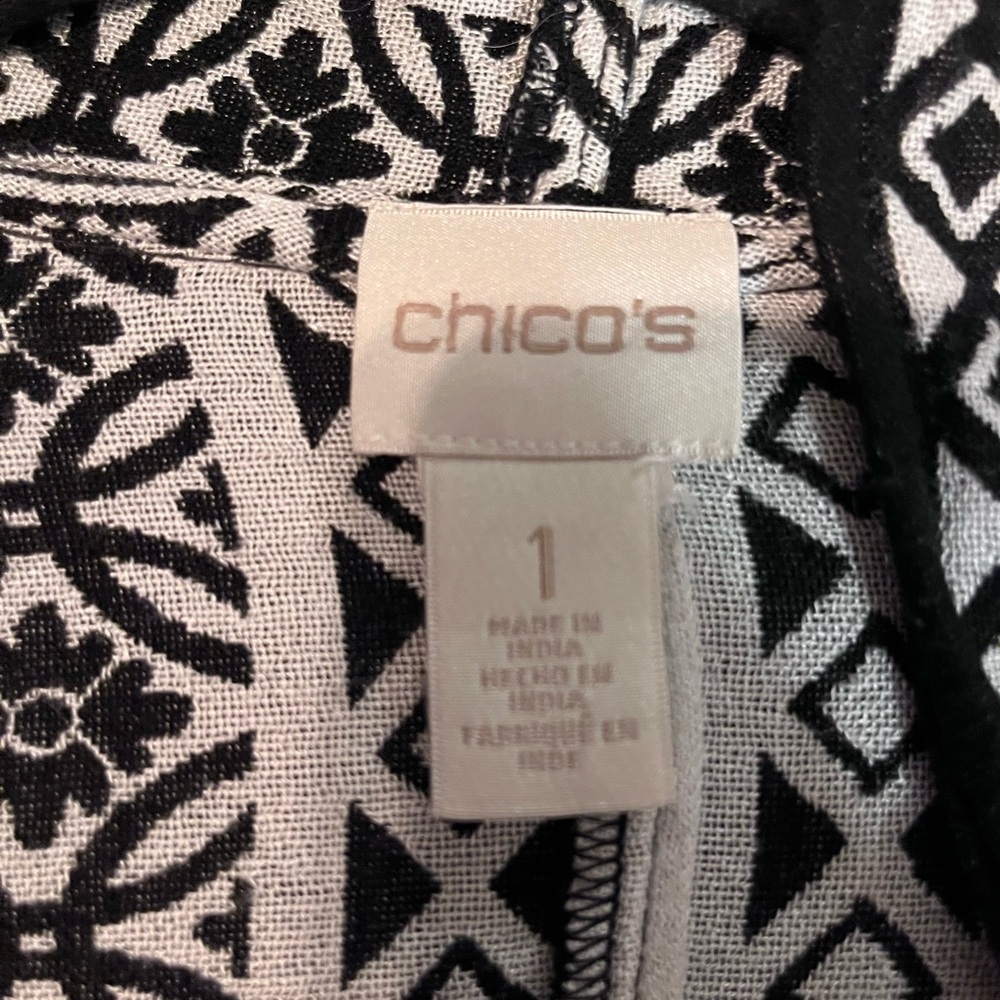 chico's
1
MADE IN
INDIA
HECHO EN
INDIA
FABRIQUÉ EN
INDE